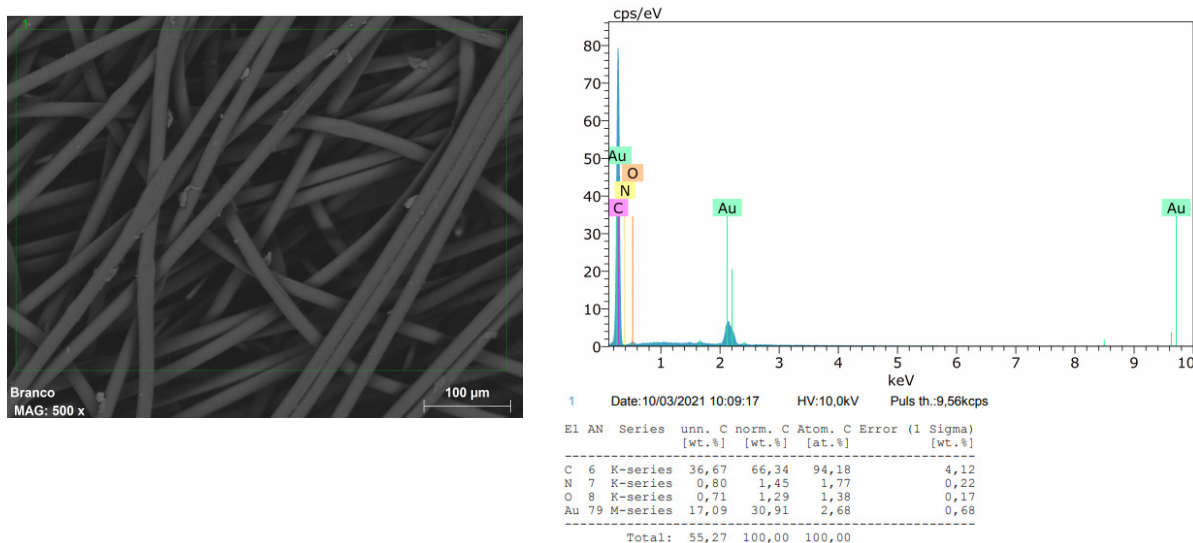 1
Branco
MAG: 500 x
100 µm
cps/eV
80
70
60
50
40
30
20
10
0
Au
O
N
C
Au
Au
1 2 3 4 5 6 7 8 9 10
keV
1 Date:10/03/2021 10:09:17 HV:10,0kV Puls th.:9,56kcps
El AN Series unn. C norm. C Atom. C Error (1 Sigma)
[wt.%] [wt.%] [at.%] [wt.%]
C 6 K-series 36,67 66,34 94,18 4,12
N 7 K-series 0,80 1,45 1,77 0,22
O 8 K-series 0,71 1,29 1,38 0,17
Au 79 M-series 17,09 30,91 2,68 0,68
Total: 55,27 100,00 100,00